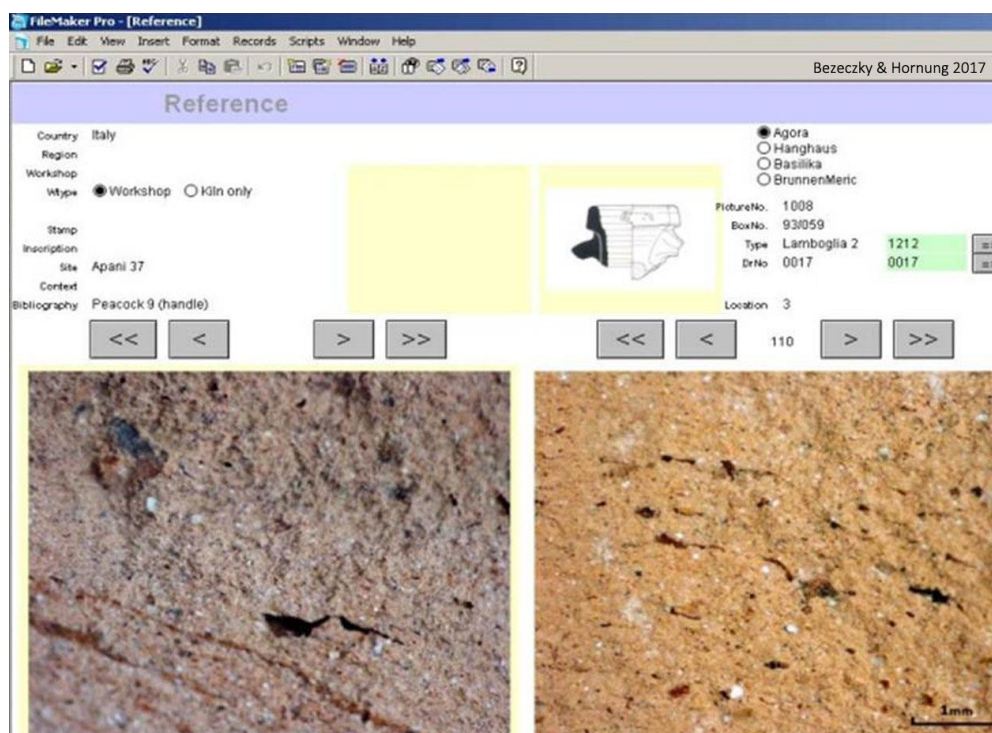 FileMaker Pro - [Reference]
File Edit View Insert Format Records Scripts Window Help
Bezeczky & Hornung 2017
Reference
Country Italy
Region
Workshop
Wtype Workshop Kiln only
Stamp
Inscription
Site Apani 37
Context
Bibliography Peacock 9 (handle)
Agora
Hanghaus
Basilika
BrunnenMeric
PictureNo. 1008
BoxNo. 93/059
Type Lamboglia 2 1212
DrNo 0017 0017
Location 3
<< < > >>
<< < 110 > >>
1mm